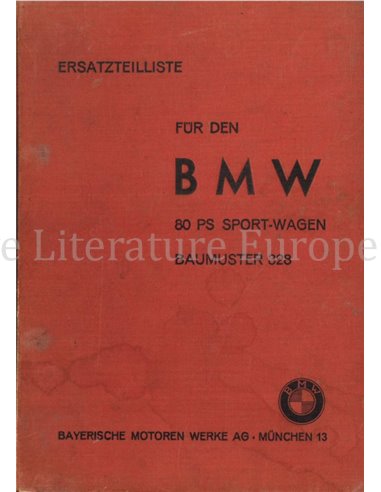 ERSATZTEILLISTE
FÜR DEN
BMW
80 PS SPORT-WAGEN
e Literature Europe
BAUMUSTER 328
BMW
BAYERISCHE MOTOREN WERKE AG · MÜNCHEN 13